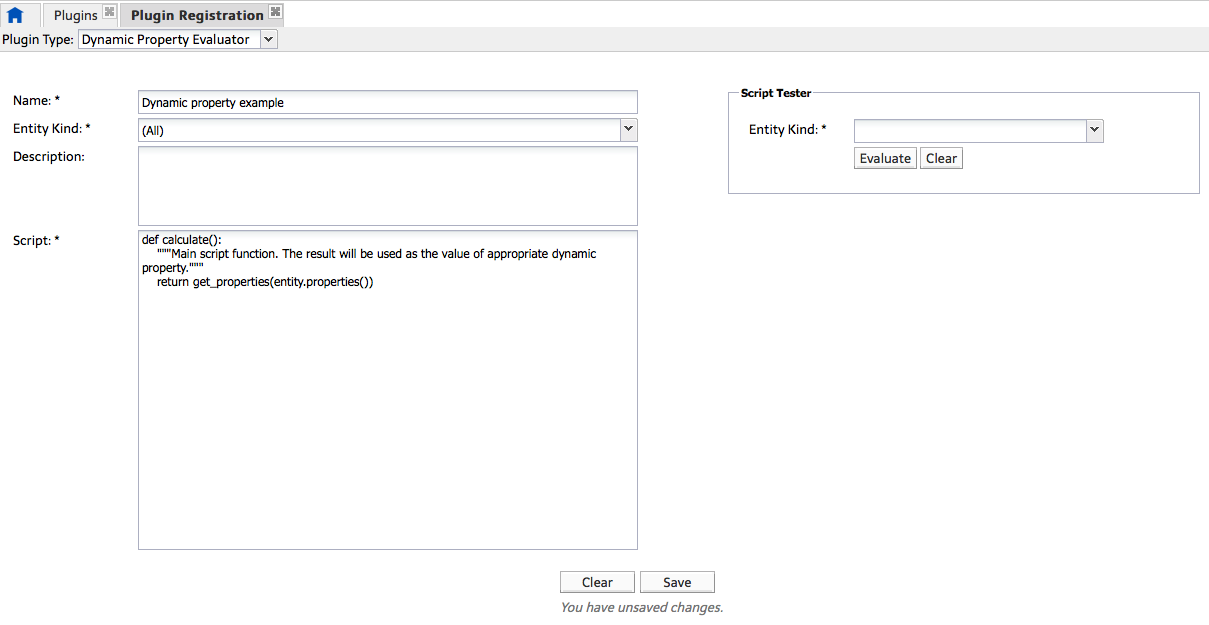 Plugins Plugin Registration
Plugin Type: Dynamic Property Evaluator
Name: * Dynamic property example
Entity Kind: * (All)
Description:
Script: * def calculate():
"""Main script function. The result will be used as the value of appropriate dynamic
property."""
return get_properties(entity.properties())
Script Tester
Entity Kind: *
Evaluate Clear
Clear Save
You have unsaved changes.